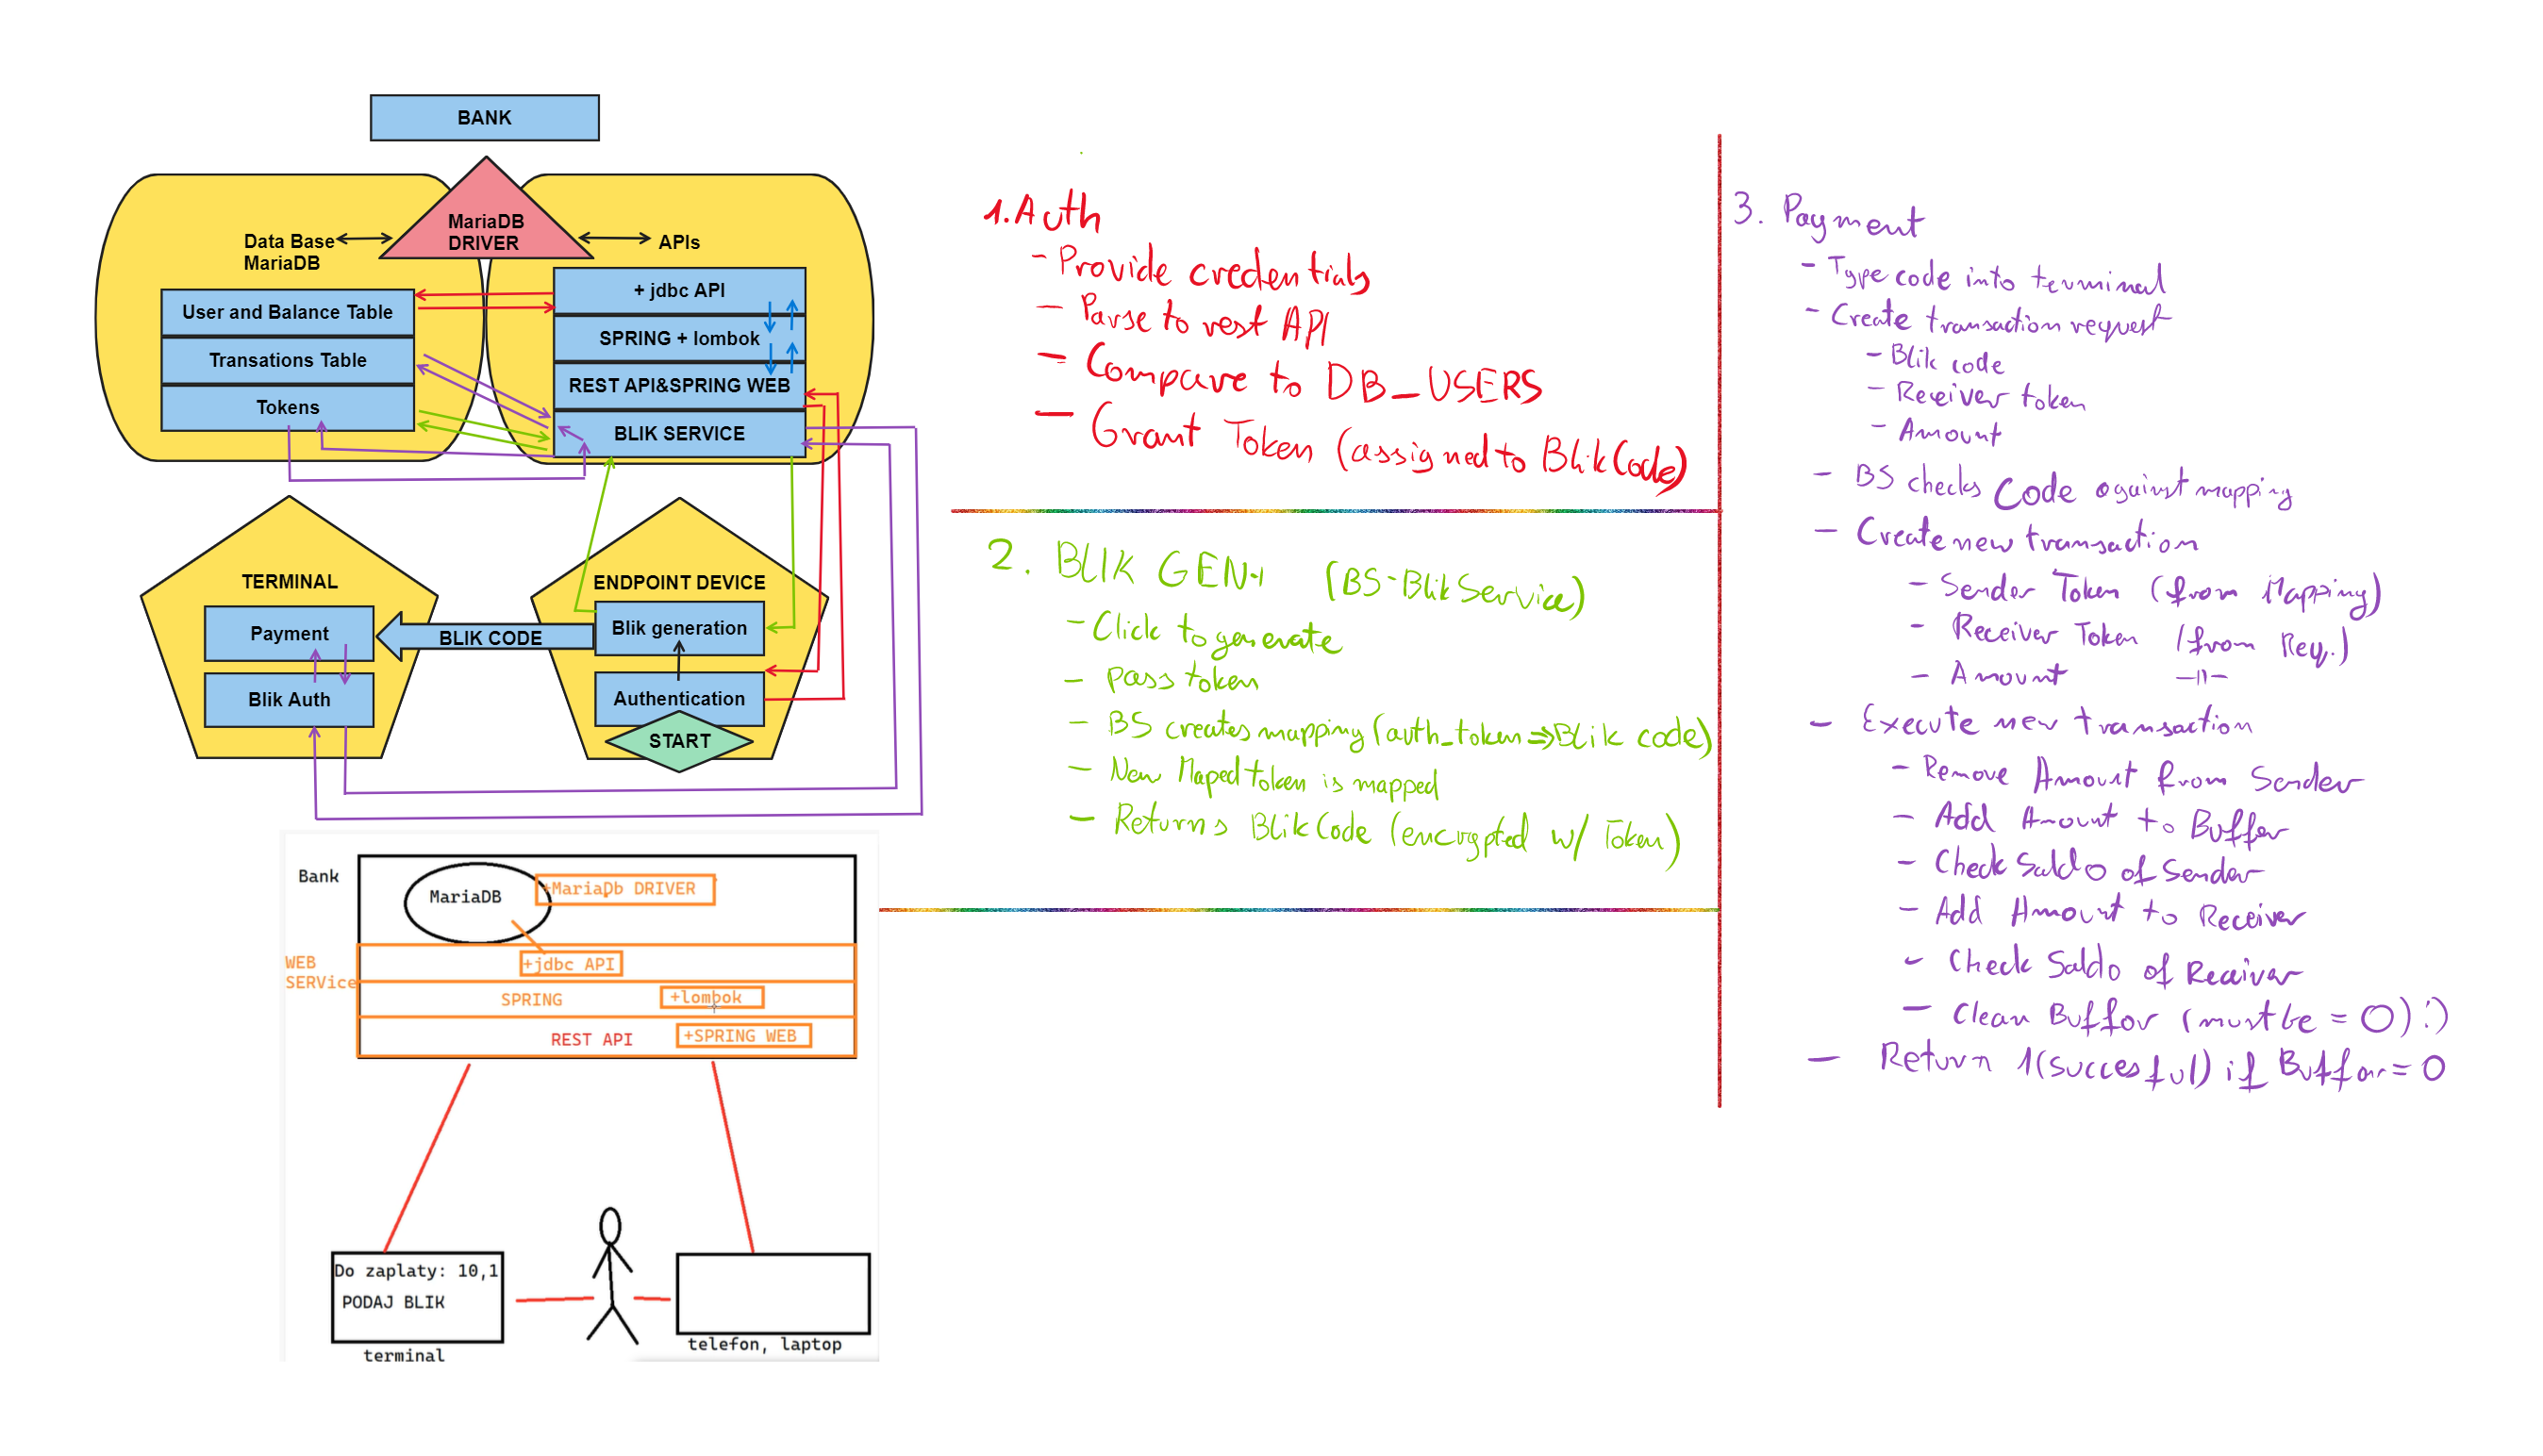 BANK
MariaDB
DRIVER
Data Base
MariaDB
APIs
User and Balance Table
Transations Table
Tokens
+ jdbc API
SPRING + lombok
REST API&SPRING WEB
BLIK SERVICE
TERMINAL
Payment
Blik Auth
BLIK CODE
ENDPOINT DEVICE
Blik generation
Authentication
START
Bank
MariaDB
+MariaDb DRIVER
WEB
SERVice
+jdbc API
SPRING
+lombok
REST API
+SPRING WEB
Do zaplaty: 10,1
PODAJ BLIK
terminal
telefon, laptop
1. Auth
- Provide credentials
- Parse to rest API
- Compare to DB_USERS
- Grant Token (assigned to Blik Code)
2. BLIK GEN (BS-Blik Service)
- Click to generate
- Pass token
- BS creates mapping (auth_token => Blik code)
- New Maped token is mapped
- Returns Blik Code (encrypted w/ Token)
3. Payment
- Type code into terminal
- Create transaction request
- Blik code
- Receiver token
- Amount
- BS checks Code against mapping
- Create new transaction
- Sender Token (from Mapping)
- Receiver Token (from Req.)
- Amount -||-
- Execute new transaction
- Remove Amount from Sender
- Add Amount to Buffer
- Check Saldo of Sender
- Add Amount to Receiver
- Check Saldo of Receiver
- Clean Buffor (must be = 0) :)
- Return 1 (Succesful) if Buffor = 0